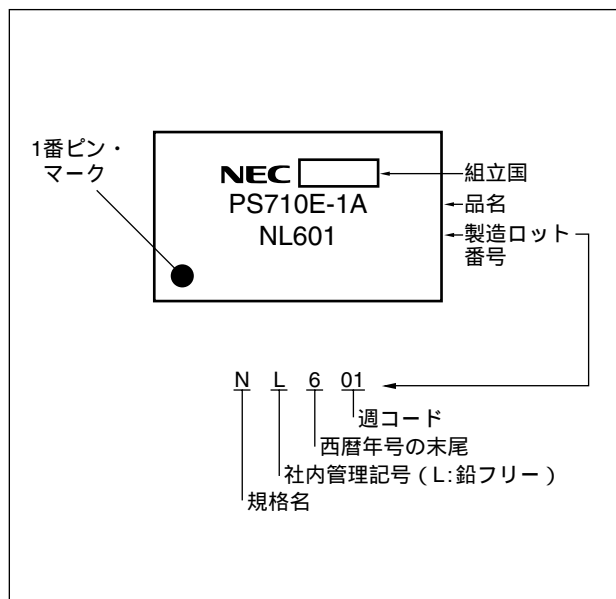 1番ピン・
マーク
NEC
組立国
PS710E-1A
品名
NL601
製造ロット
番号
N L 6 01
週コード
西暦年号の末尾
社内管理記号（L:鉛フリー）
規格名